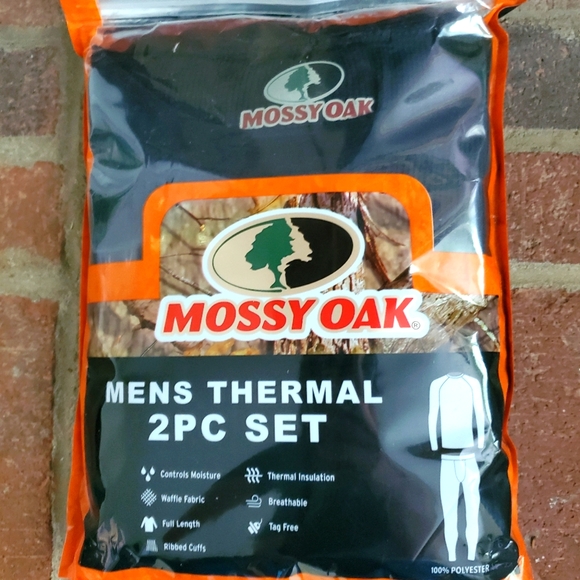 MOSSY OAK
MOSSY OAK®
MENS THERMAL
2PC SET
Controls Moisture
Thermal Insulation
Waffle Fabric
Breathable
Full Length
Tag Free
Ribbed Cuffs
100% POLYESTER